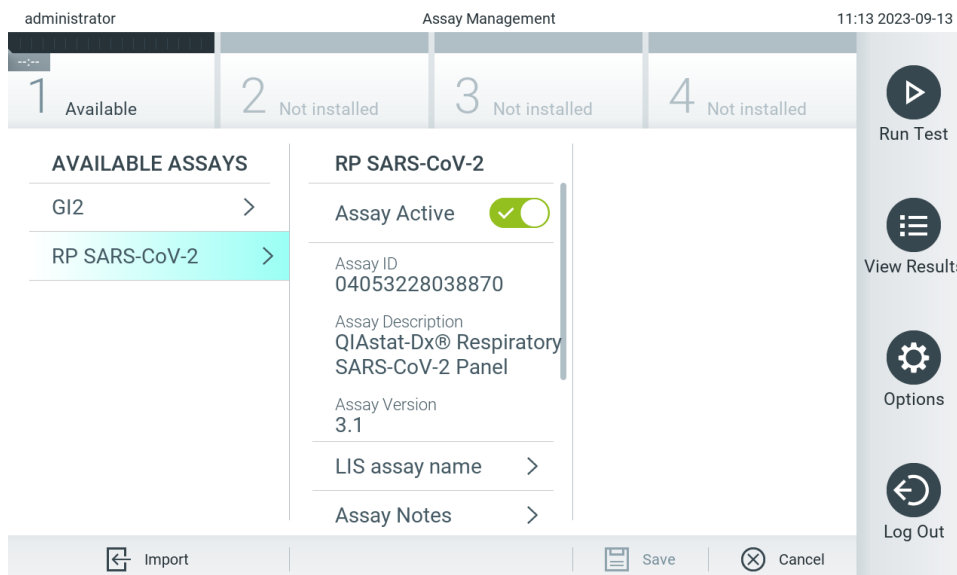 administrator
Assay Management
11:13 2023-09-13
--:--
1 Available
2 Not installed
3 Not installed
4 Not installed
Run Test
View Results
Options
Log Out
AVAILABLE ASSAYS
GI2
RP SARS-CoV-2
RP SARS-CoV-2
Assay Active
Assay ID
04053228038870
Assay Description
QIAstat-Dx® Respiratory
SARS-CoV-2 Panel
Assay Version
3.1
LIS assay name
Assay Notes
Import
Save
Cancel